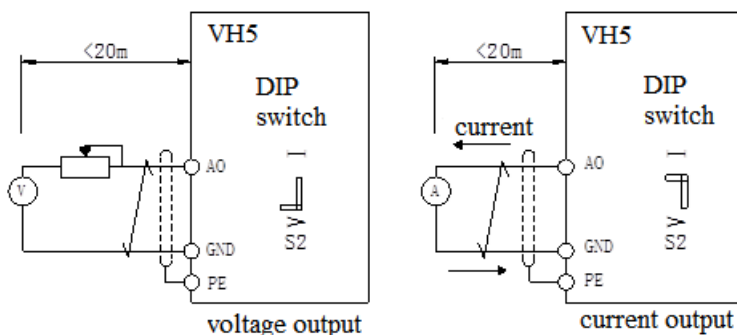 VH5
<20m
DIP
switch
I
AO
V
V
S2
GND
PE
voltage output
VH5
<20m
DIP
switch
current
I
AO
A
V
S2
GND
PE
current output